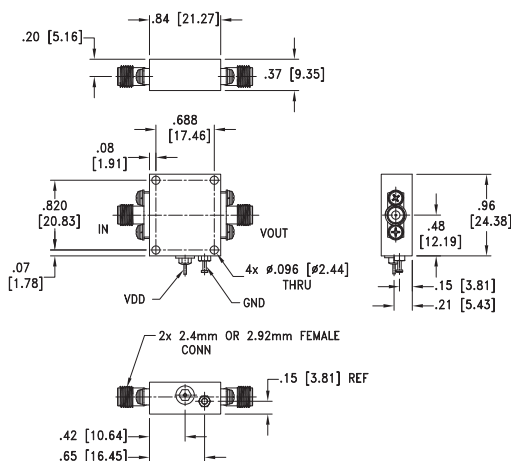 .84 [21.27]
.20 [5.16]
.37 [9.35]
.688
[17.46]
.08
[1.91]
.820
[20.83]
IN
VOUT
.96
[24.38]
.48
[12.19]
.07
[1.78]
4x Ø.096 [Ø2.44]
THRU
VDD
GND
.15 [3.81]
.21 [5.43]
2x 2.4mm OR 2.92mm FEMALE
CONN
.15 [3.81] REF
.42 [10.64]
.65 [16.45]